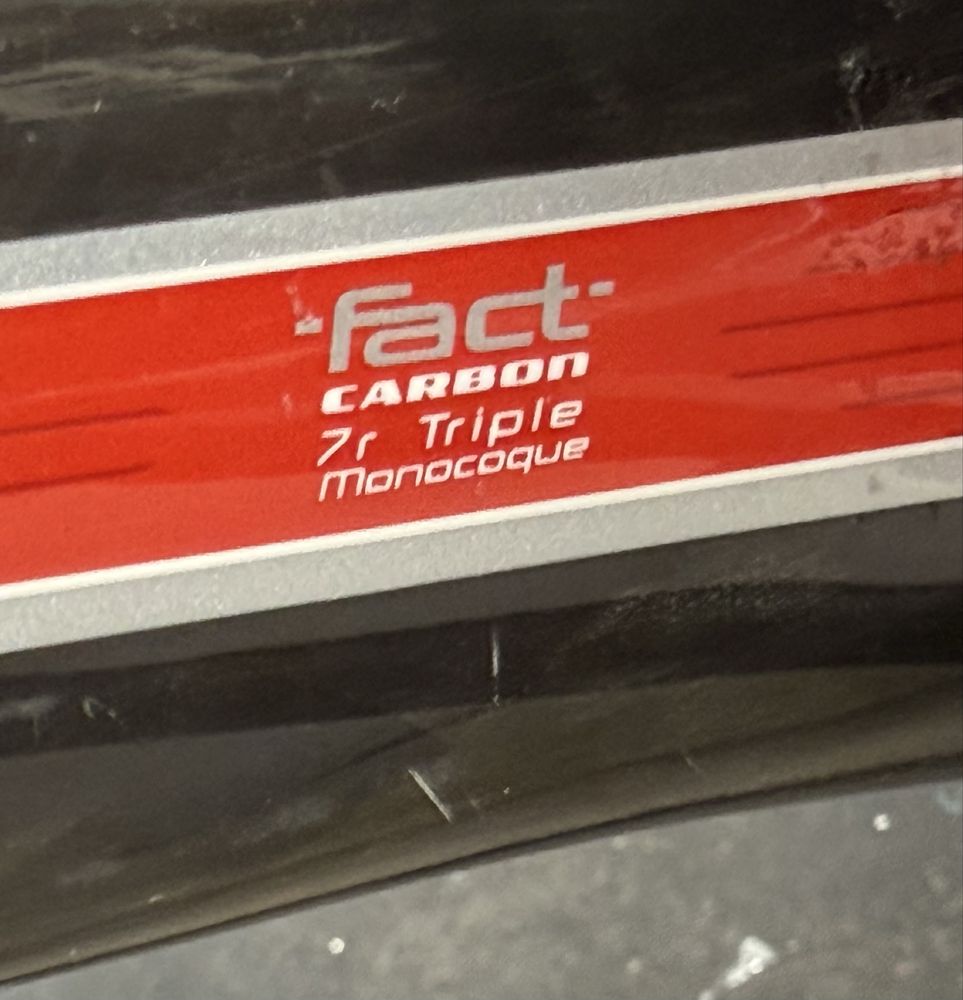 fact
CARBON
7r Triple
Monocoque